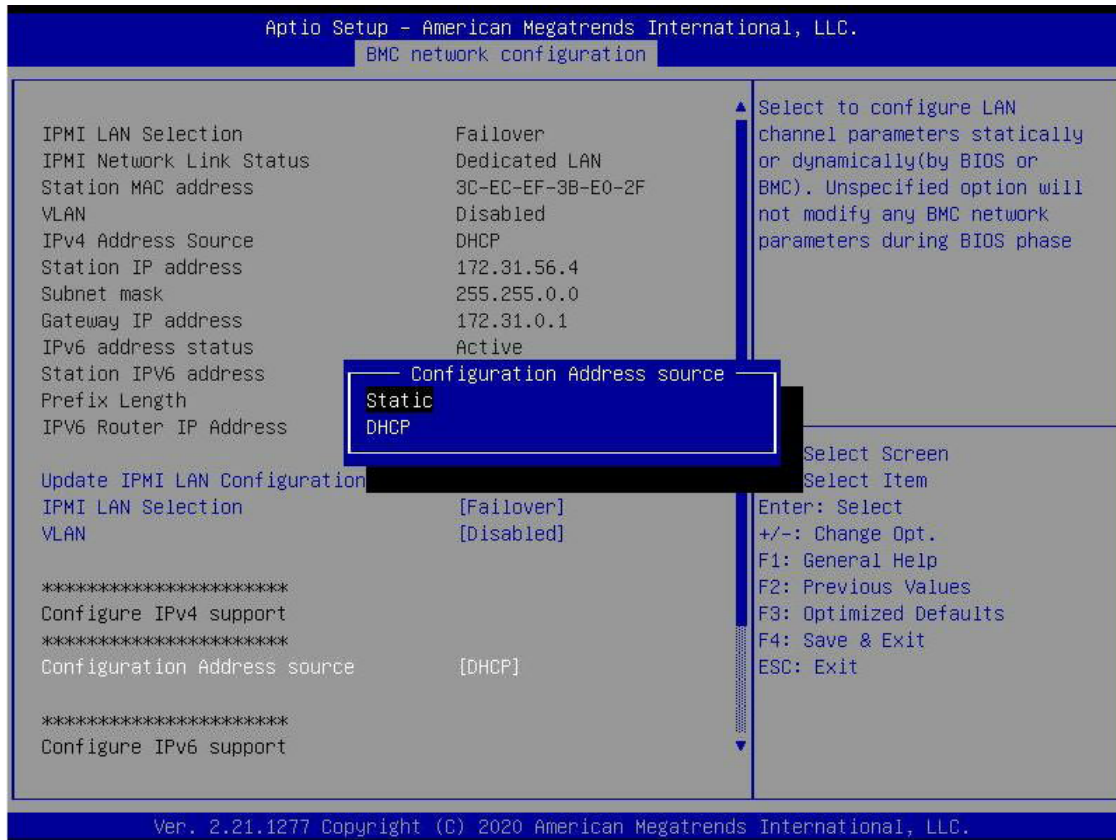 Aptio Setup – American Megatrends International, LLC.
BMC network configuration
IPMI LAN Selection Failover
IPMI Network Link Status Dedicated LAN
Station MAC address 3C-EC-EF-3B-E0-2F
VLAN Disabled
IPv4 Address Source DHCP
Station IP address 172.31.56.4
Subnet mask 255.255.0.0
Gateway IP address 172.31.0.1
IPv6 address status Active
Station IPV6 address
Prefix Length
IPV6 Router IP Address
Configuration Address source
Static
DHCP
Update IPMI LAN Configuration
IPMI LAN Selection [Failover]
VLAN [Disabled]
**********************
Configure IPv4 support
**********************
Configuration Address source [DHCP]
**********************
Configure IPv6 support
Select to configure LAN
channel parameters statically
or dynamically(by BIOS or
BMC). Unspecified option will
not modify any BMC network
parameters during BIOS phase
Select Screen
Select Item
Enter: Select
+/-: Change Opt.
F1: General Help
F2: Previous Values
F3: Optimized Defaults
F4: Save & Exit
ESC: Exit
Ver. 2.21.1277 Copyright (C) 2020 American Megatrends International, LLC.